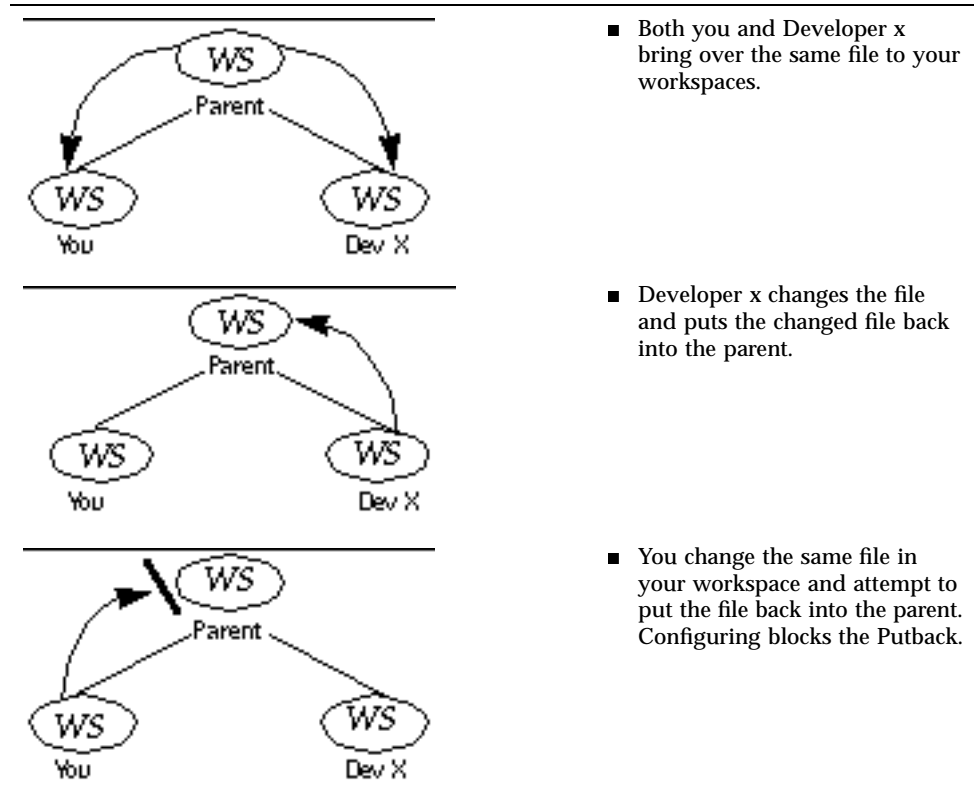 WS
Parent
WS
WS
You
Dev X
■ Both you and Developer x
bring over the same file to your
workspaces.
WS
Parent
WS
WS
You
Dev X
■ Developer x changes the file
and puts the changed file back
into the parent.
WS
Parent
WS
WS
You
Dev X
■ You change the same file in
your workspace and attempt to
put the file back into the parent.
Configuring blocks the Putback.